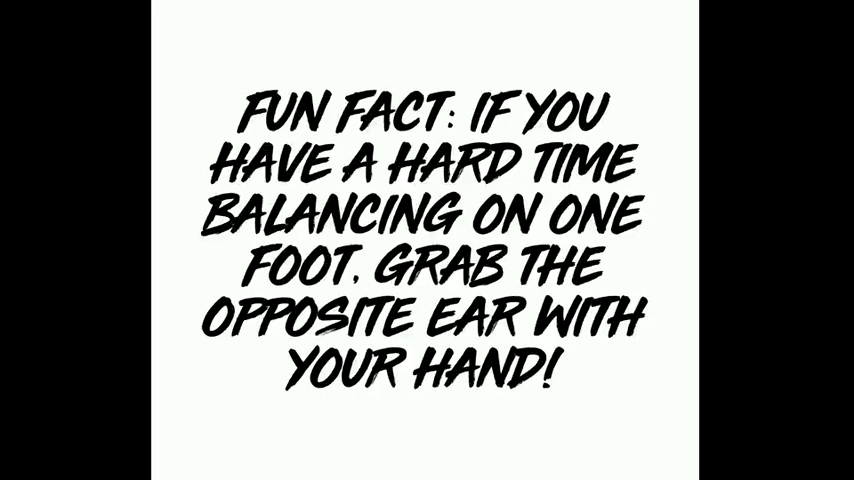 FUN FACT: IF YOU
HAVE A HARD TIME
BALANCING ON ONE
FOOT, GRAB THE
OPPOSITE EAR WITH
YOUR HAND!